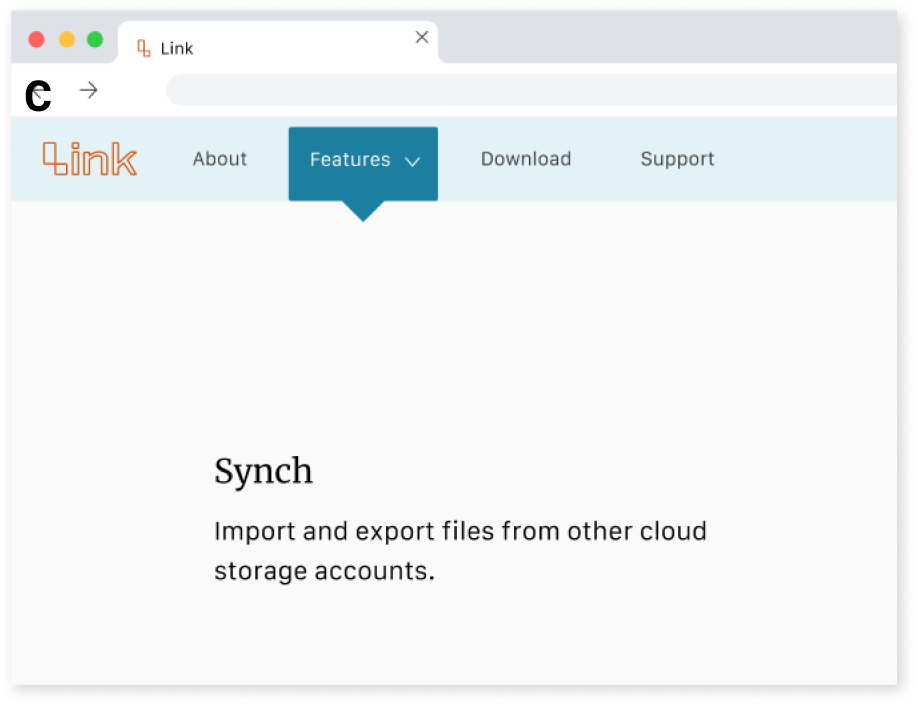 Link
C
Link
About Features Download Support
Synch
Import and export files from other cloud
storage accounts.